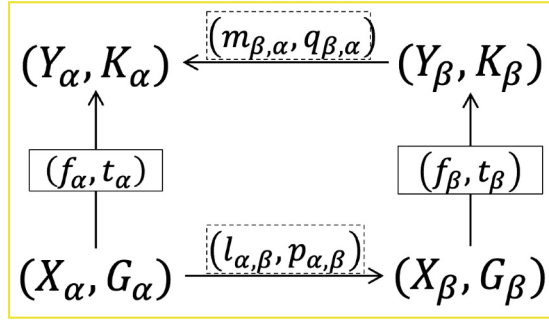 (m_{β,α}, q_{β,α})
(Y_α, K_α) (Y_β, K_β)
(f_α, t_α) (f_β, t_β)
(l_{α,β}, p_{α,β})
(X_α, G_α) (X_β, G_β)